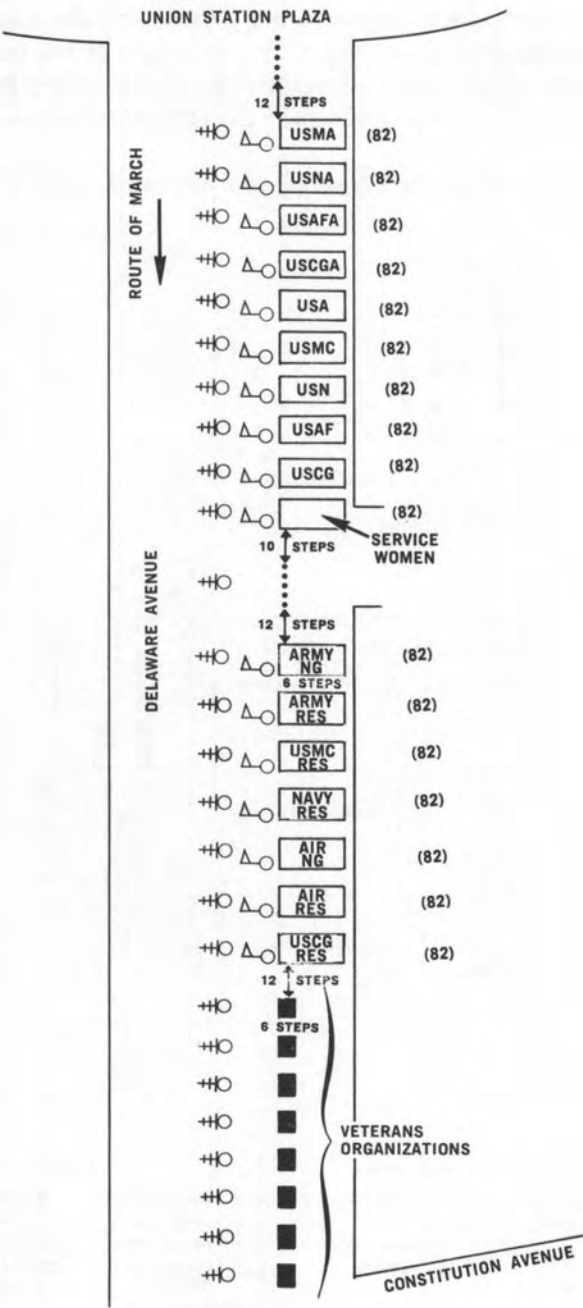 UNION STATION PLAZA
12 STEPS
USMA (82)
ROUTE OF MARCH
USNA (82)
USAFA (82)
USCGA (82)
USA (82)
USMC (82)
USN (82)
USAF (82)
USCG (82)
(82)
SERVICE
WOMEN
10 STEPS
DELAWARE AVENUE
12 STEPS
ARMY
NG
(82)
6 STEPS
ARMY
RES
(82)
USMC
RES
(82)
NAVY
RES
(82)
AIR
NG
(82)
AIR
RES
(82)
USCG
RES
(82)
12 STEPS
6 STEPS
VETERANS
ORGANIZATIONS
CONSTITUTION AVENUE